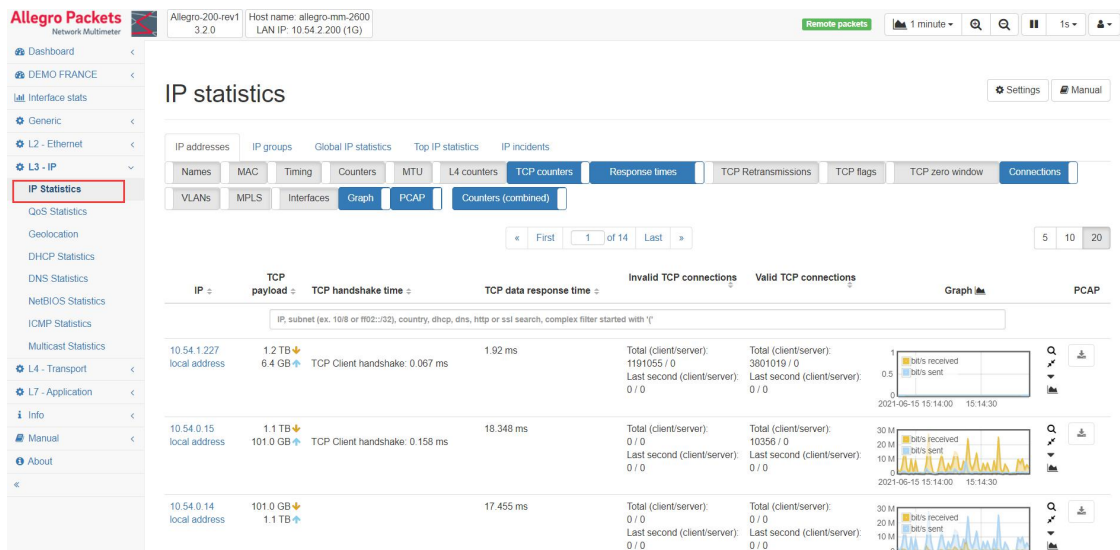 Allegro Packets
Network Multimeter
Allegro-200-rev1
3.2.0
Host name: allegro-mm-2600
LAN IP: 10.54.2.200 (1G)
Remote packets
1 minute
1s
Dashboard
DEMO FRANCE
Interface stats
Generic
L2 - Ethernet
L3 - IP
IP Statistics
QoS Statistics
Geolocation
DHCP Statistics
DNS Statistics
NetBIOS Statistics
ICMP Statistics
Multicast Statistics
L4 - Transport
L7 - Application
Info
Manual
About
«
IP statistics
Settings
Manual
IP addresses IP groups Global IP statistics Top IP statistics IP incidents
Names MAC Timing Counters MTU L4 counters TCP counters Response times TCP Retransmissions TCP flags TCP zero window Connections
VLANs MPLS Interfaces Graph PCAP Counters (combined)
« First 1 of 14 Last »
5 10 20
IP TCP payload TCP handshake time TCP data response time Invalid TCP connections Valid TCP connections Graph PCAP
IP, subnet (ex. 10/8 or ff02::/32), country, dhcp, dns, http or ssl search, complex filter started with '('
10.54.1.227
local address
1.2 TB
6.4 GB
TCP Client handshake: 0.067 ms
1.92 ms
Total (client/server):
1191055 / 0
Last second (client/server):
0 / 0
Total (client/server):
3801019 / 0
Last second (client/server):
0 / 0
1
0.5
0
bit/s received
bit/s sent
2021-06-15 15:14:00 15:14:30
10.54.0.15
local address
1.1 TB
101.0 GB
TCP Client handshake: 0.158 ms
18.348 ms
Total (client/server):
0 / 0
Last second (client/server):
0 / 0
Total (client/server):
10356 / 0
Last second (client/server):
0 / 0
30 M
20 M
10 M
0
bit/s received
bit/s sent
2021-06-15 15:14:00 15:14:30
10.54.0.14
local address
101.0 GB
1.1 TB
17.455 ms
Total (client/server):
0 / 0
Last second (client/server):
0 / 0
Total (client/server):
0 / 0
Last second (client/server):
0 / 0
30 M
20 M
10 M
bit/s received
bit/s sent